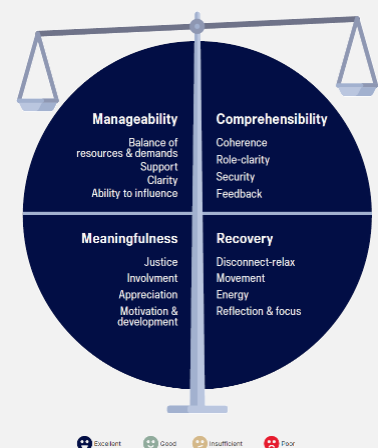 Manageability
Balance of
resources & demands
Support
Clarity
Ability to influence
Comprehensibility
Coherence
Role-clarity
Security
Feedback
Meaningfulness
Justice
Involvment
Appreciation
Motivation &
development
Recovery
Disconnect-relax
Movement
Energy
Reflection & focus
Excellent
Good
Insufficient
Poor